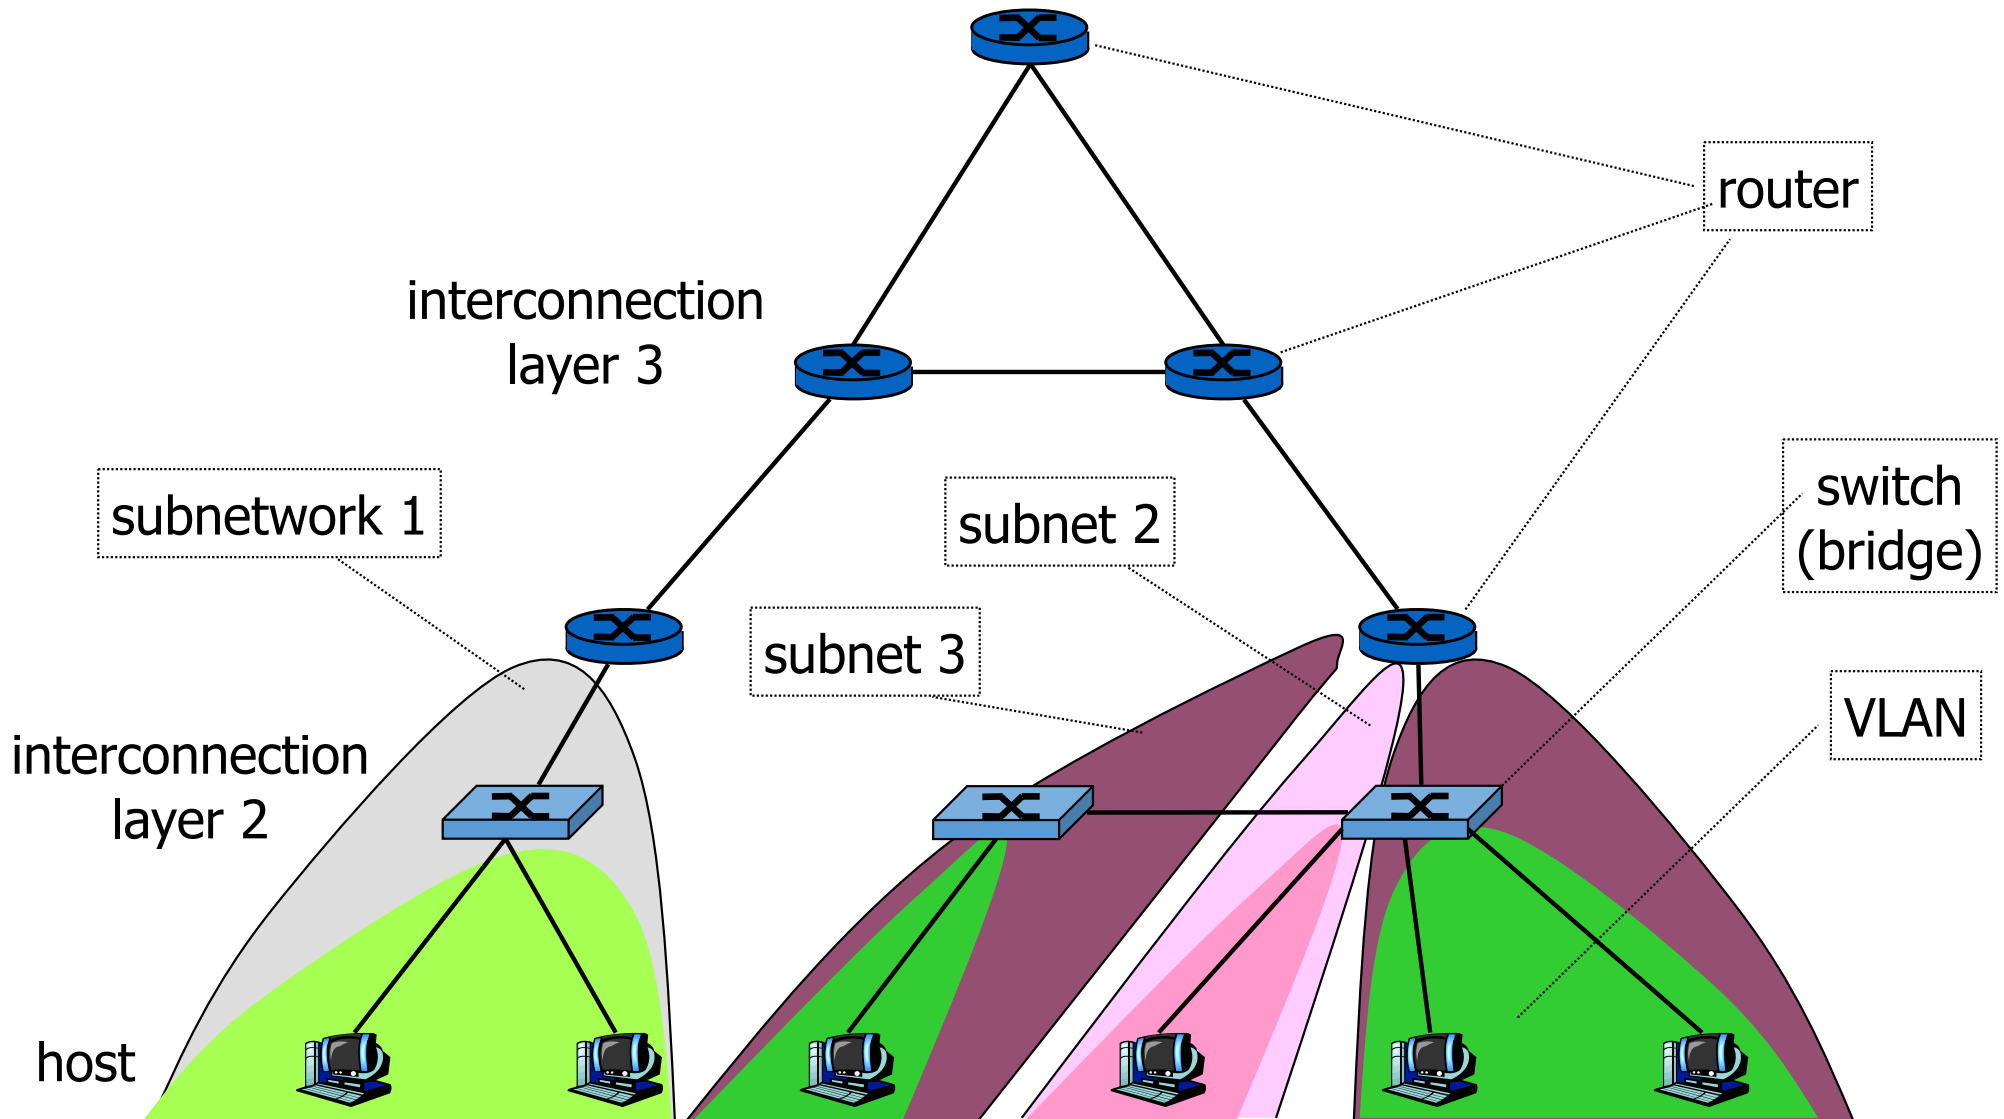 router
interconnection
layer 3
switch
(bridge)
subnetwork 1
subnet 2
subnet 3
VLAN
interconnection
layer 2
host